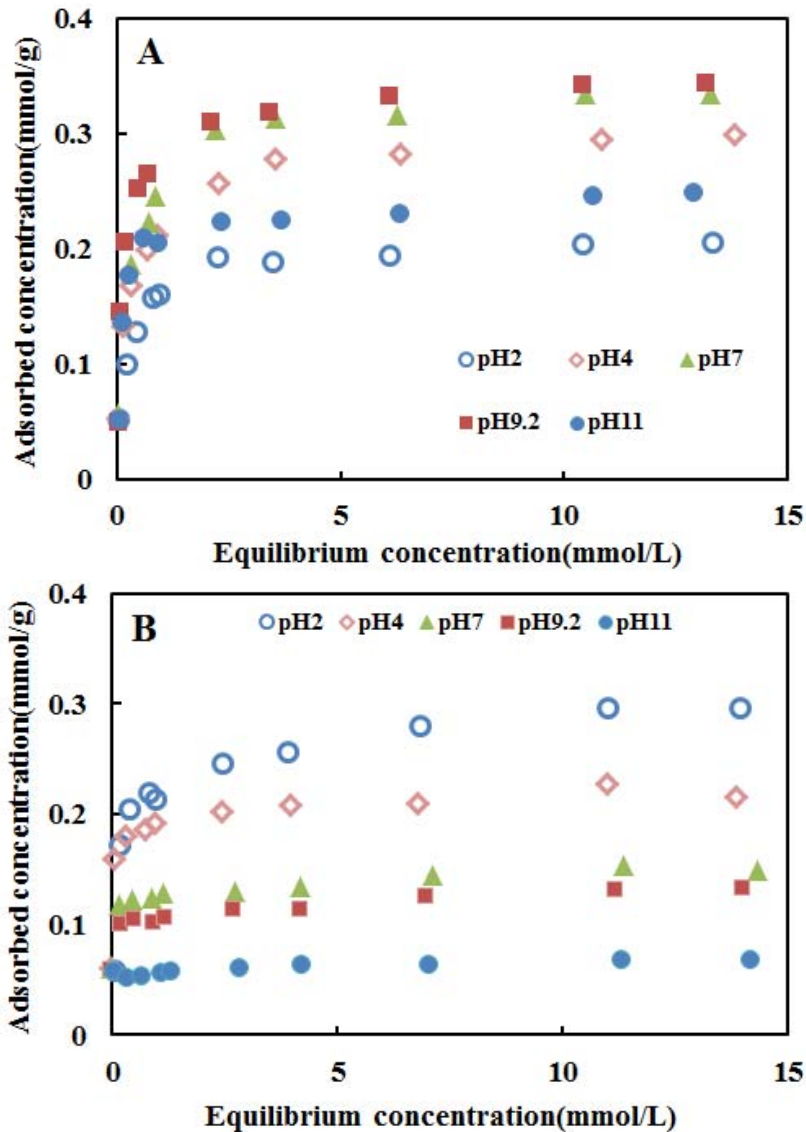 0.4
A
0.3
0.2
0.1
0
Adsorbed concentration(mmol/g)
pH2 pH4 pH7
pH9.2 pH11
0 5 10 15
Equilibrium concentration(mmol/L)
0.4
B
pH2 pH4 pH7 pH9.2 pH11
0.3
0.2
0.1
0
Adsorbed concentration(mmol/g)
0 5 10 15
Equilibrium concentration(mmol/L)